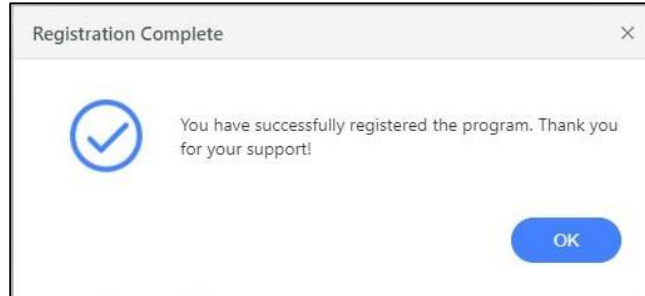 Registration Complete
You have successfully registered the program. Thank you
for your support!
OK